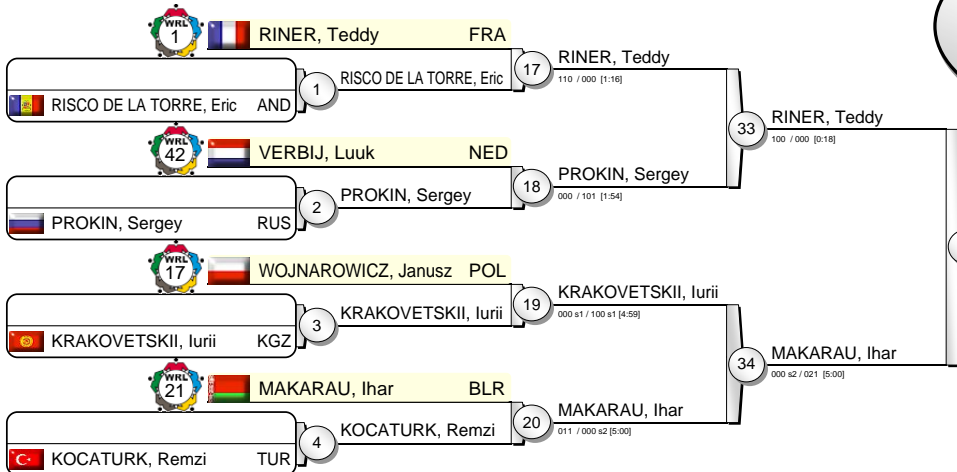 WRL
1
RINER, Teddy FRA
RISCO DE LA TORRE, Eric AND
1
RISCO DE LA TORRE, Eric
17
RINER, Teddy
110 / 000 [1:16]
WRL
42
VERBIJ, Luuk NED
PROKIN, Sergey RUS
2
PROKIN, Sergey
18
PROKIN, Sergey
000 / 101 [1:54]
33
RINER, Teddy
100 / 000 [0:18]
WRL
17
WOJNAROWICZ, Janusz POL
KRAKOVETSKII, Iurii KGZ
3
KRAKOVETSKII, Iurii
19
KRAKOVETSKII, Iurii
000 s1 / 100 s1 [4:59]
WRL
21
MAKARAU, Ihar BLR
KOCATURK, Remzi TUR
4
KOCATURK, Remzi
20
MAKARAU, Ihar
011 / 000 s2 [5:00]
34
MAKARAU, Ihar
000 s2 / 021 [5:00]